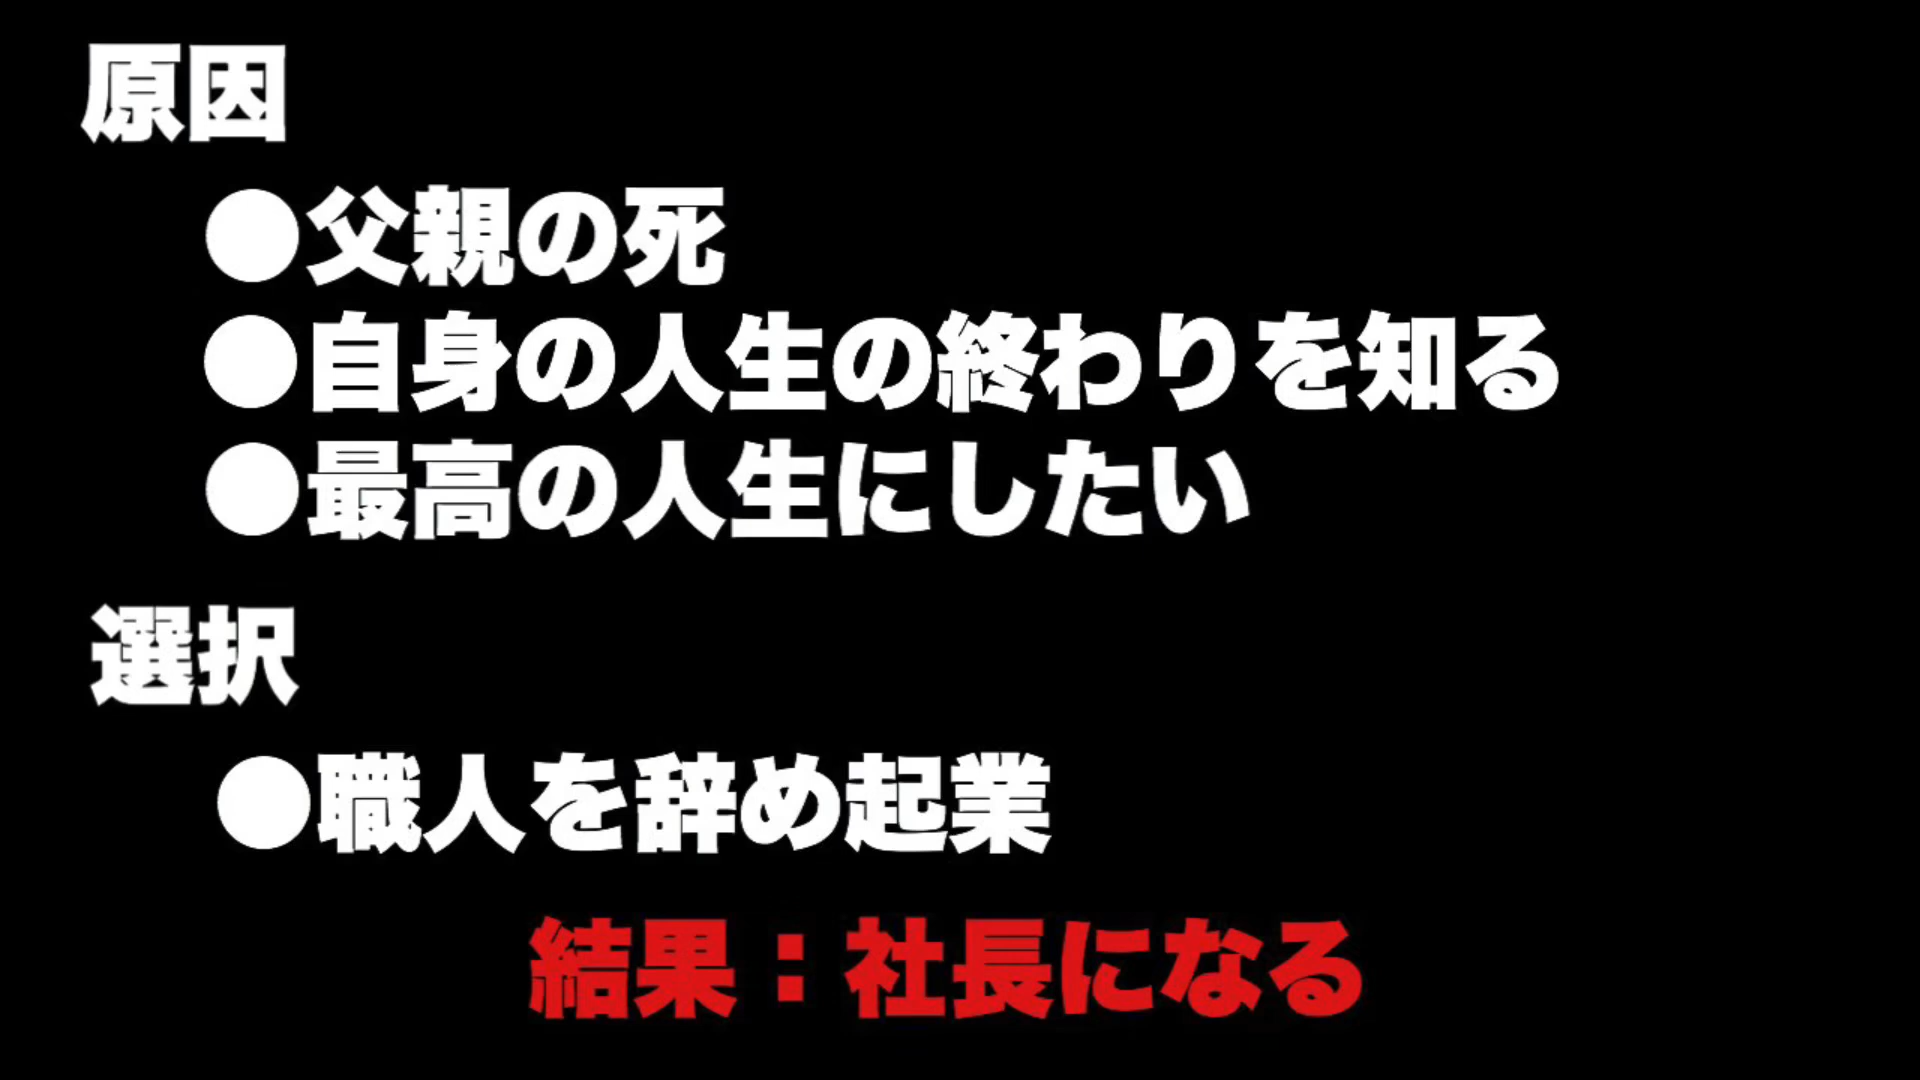 原因
●父親の死
●自身の人生の終わりを知る
●最高の人生にしたい
選択
●職人を辞め起業
結果：社長になる